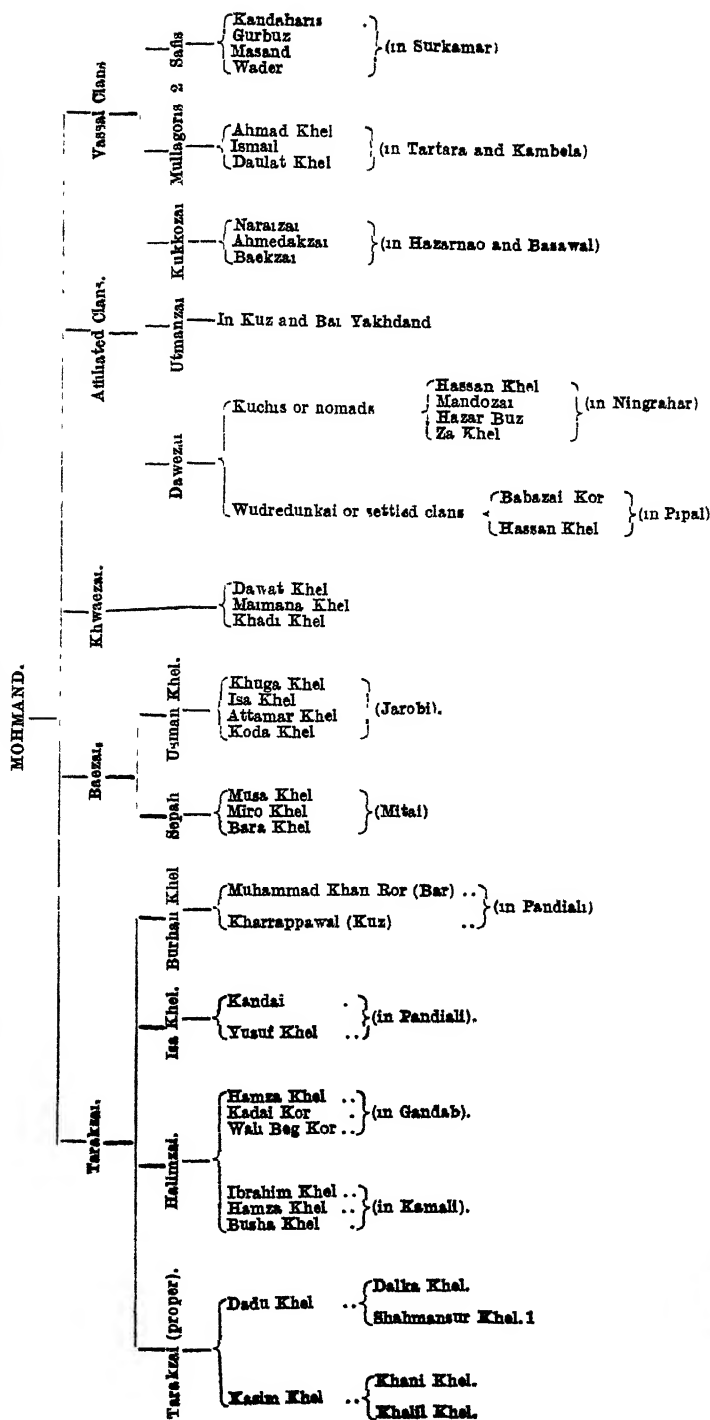 MOHMAND.
Vassal Clans
Safis
Kandaharis .
Gurbuz
Masand
Wader
(in Surkamar)
Mullagoris 2
Ahmad Khel
Ismail
Daulat Khel
(in Tartara and Kambela)
Affiliated Clans.
Kukkozai
Naraizai
Ahmedakzai
Baekzai
(in Hazarnao and Basawal)
Utmanzai
In Kuz and Bai Yakhdand
Dawezai
Kuchis or nomads
Hassan Khel
Mandozai
Hazar Buz
Za Khel
(in Ningrahar)
Wudredunkai or settled clans
Babazai Kor
Hassan Khel
(in Pipal)
Khwaezai.
Dawat Khel
Maimana Khel
Khadi Khel
Baezai.
Usman Khel.
Khuga Khel
Isa Khel
Attamar Khel
Koda Khel
(Jarobi).
Sepah
Musa Khel
Miro Khel
Bara Khel
(Mitai)
Tarakzai.
Burhan Khel
Muhammad Khan Ror (Bar) ..
Kharrappawal (Kuz) ..
(in Pandiali)
Isa Khel.
Kandai .
Yusuf Khel ..
(in Pandiali).
Halimzai.
Hamza Khel ..
Kadai Kor .
Wali Beg Kor ..
(in Gandab).
Ibrahim Khel ..
Hamza Khel ..
Busha Khel .
(in Kamali).
Tarakzai (proper).
Dadu Khel ..
Dalka Khel.
Shahmansur Khel. 1
Kasim Khel ..
Khani Khel.
Khalil Khel.